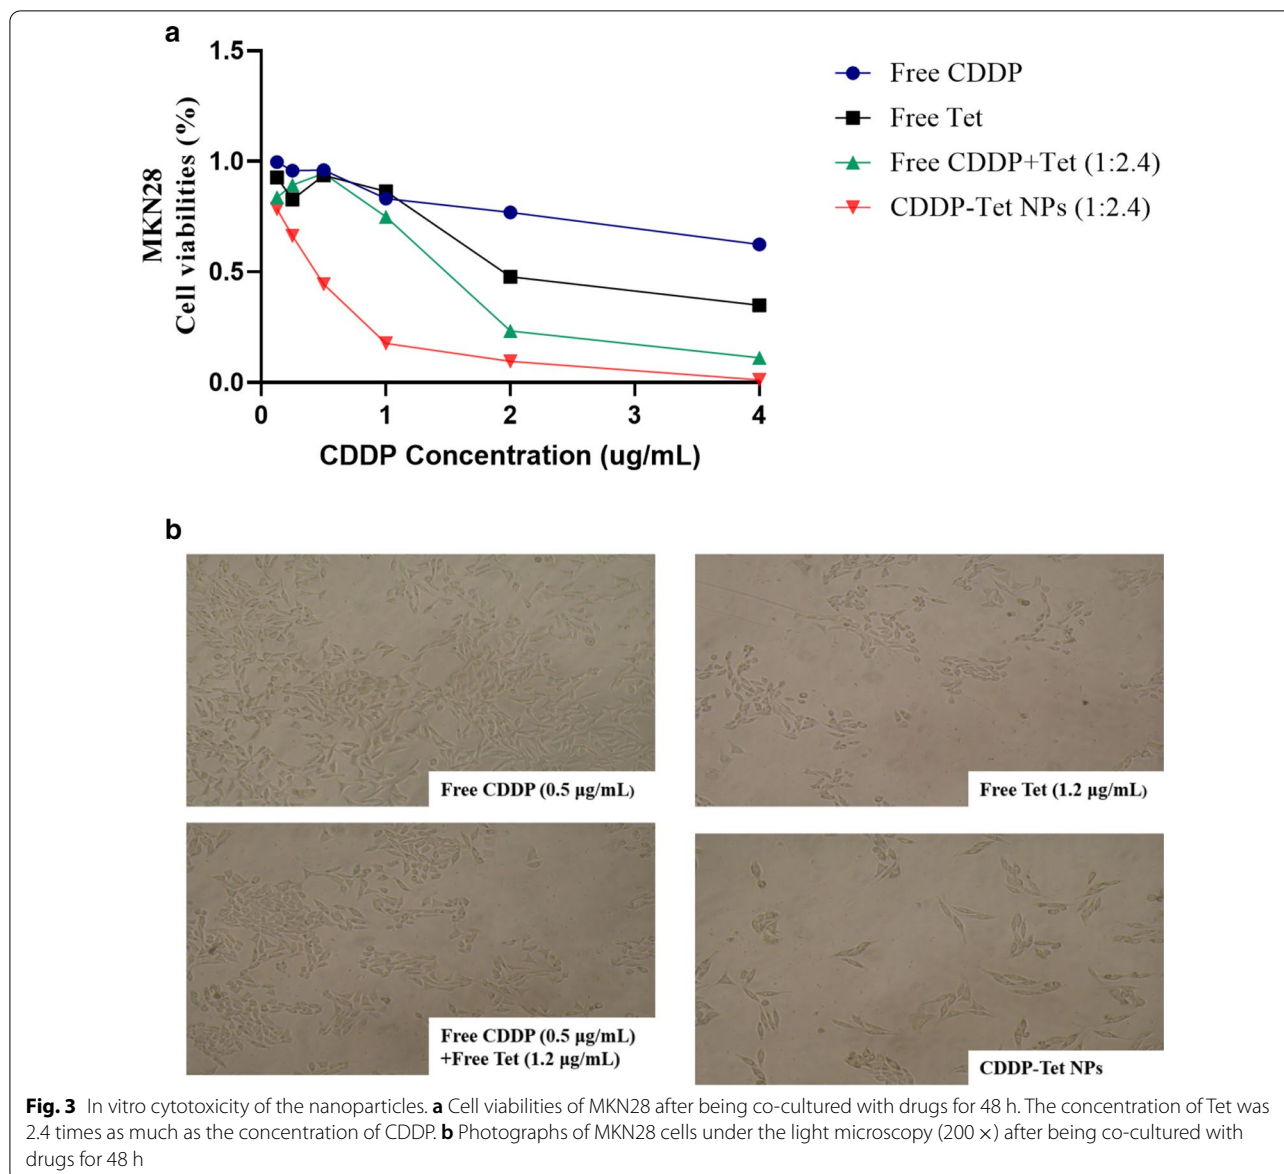 a
1.5
1.0
0.5
0.0
MKN28
Cell viabilities (%)
0 1 2 3 4
CDDP Concentration (ug/mL)
Free CDDP
Free Tet
Free CDDP+Tet (1:2.4)
CDDP-Tet NPs (1:2.4)
b
Free CDDP (0.5 μg/mL)
Free Tet (1.2 μg/mL)
Free CDDP (0.5 μg/mL)
+Free Tet (1.2 μg/mL)
CDDP-Tet NPs
Fig. 3 In vitro cytotoxicity of the nanoparticles. a Cell viabilities of MKN28 after being co-cultured with drugs for 48 h. The concentration of Tet was
2.4 times as much as the concentration of CDDP. b Photographs of MKN28 cells under the light microscopy (200 ×) after being co-cultured with
drugs for 48 h